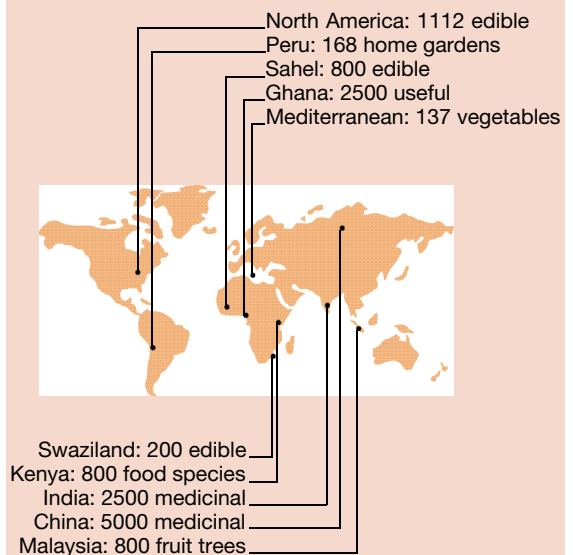 North America: 1112 edible
Peru: 168 home gardens
Sahel: 800 edible
Ghana: 2500 useful
Mediterranean: 137 vegetables
Swaziland: 200 edible
Kenya: 800 food species
India: 2500 medicinal
China: 5000 medicinal
Malaysia: 800 fruit trees